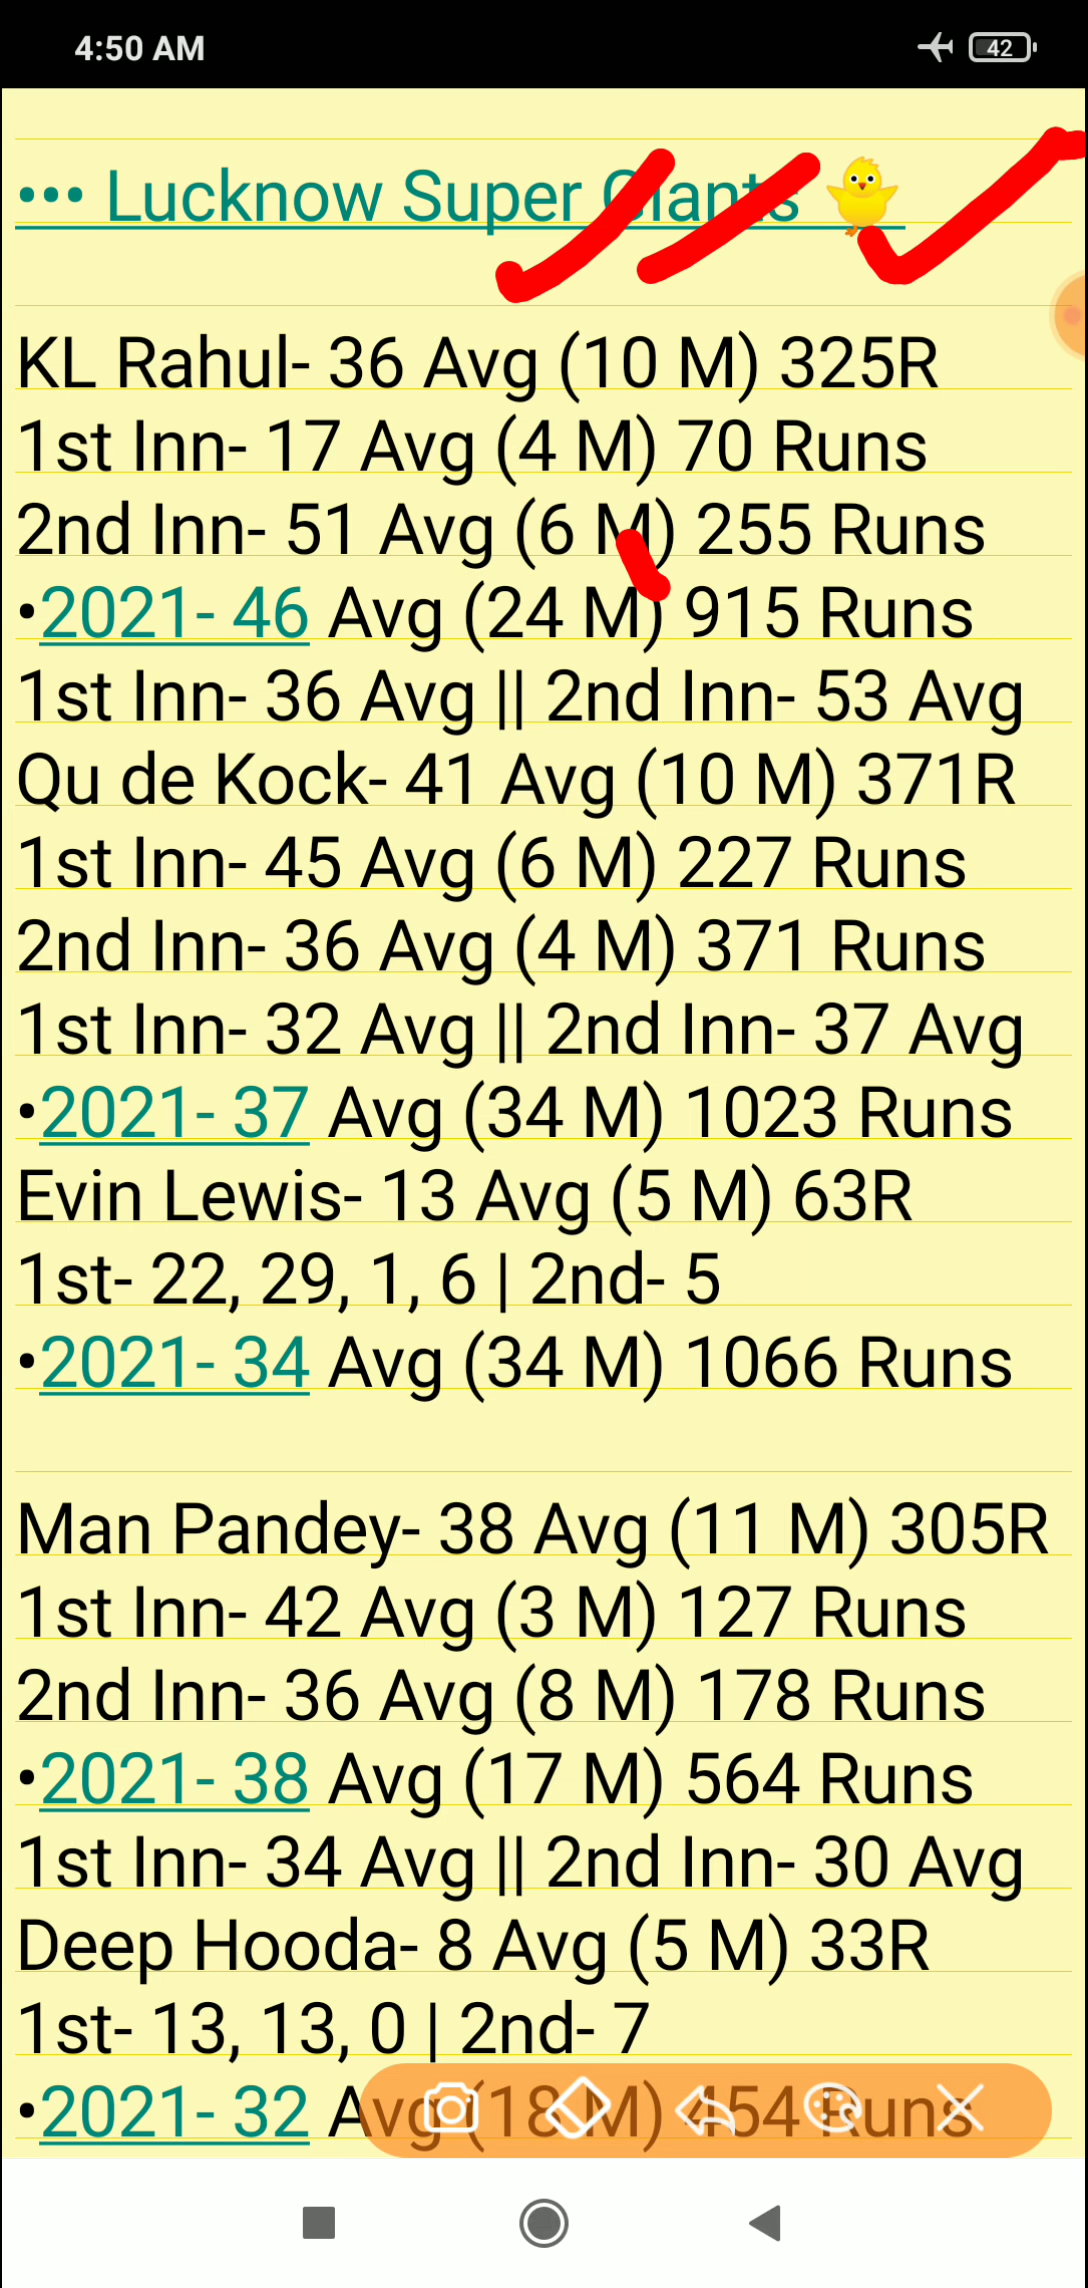 4:50 AM
42
••• Lucknow Super Giants 🐥
KL Rahul- 36 Avg (10 M) 325R
1st Inn- 17 Avg (4 M) 70 Runs
2nd Inn- 51 Avg (6 M) 255 Runs
•2021- 46 Avg (24 M) 915 Runs
1st Inn- 36 Avg || 2nd Inn- 53 Avg
Qu de Kock- 41 Avg (10 M) 371R
1st Inn- 45 Avg (6 M) 227 Runs
2nd Inn- 36 Avg (4 M) 371 Runs
1st Inn- 32 Avg || 2nd Inn- 37 Avg
•2021- 37 Avg (34 M) 1023 Runs
Evin Lewis- 13 Avg (5 M) 63R
1st- 22, 29, 1, 6 | 2nd- 5
•2021- 34 Avg (34 M) 1066 Runs
Man Pandey- 38 Avg (11 M) 305R
1st Inn- 42 Avg (3 M) 127 Runs
2nd Inn- 36 Avg (8 M) 178 Runs
•2021- 38 Avg (17 M) 564 Runs
1st Inn- 34 Avg || 2nd Inn- 30 Avg
Deep Hooda- 8 Avg (5 M) 33R
1st- 13, 13, 0 | 2nd- 7
•2021- 32 Avg (18 M) 454 Runs